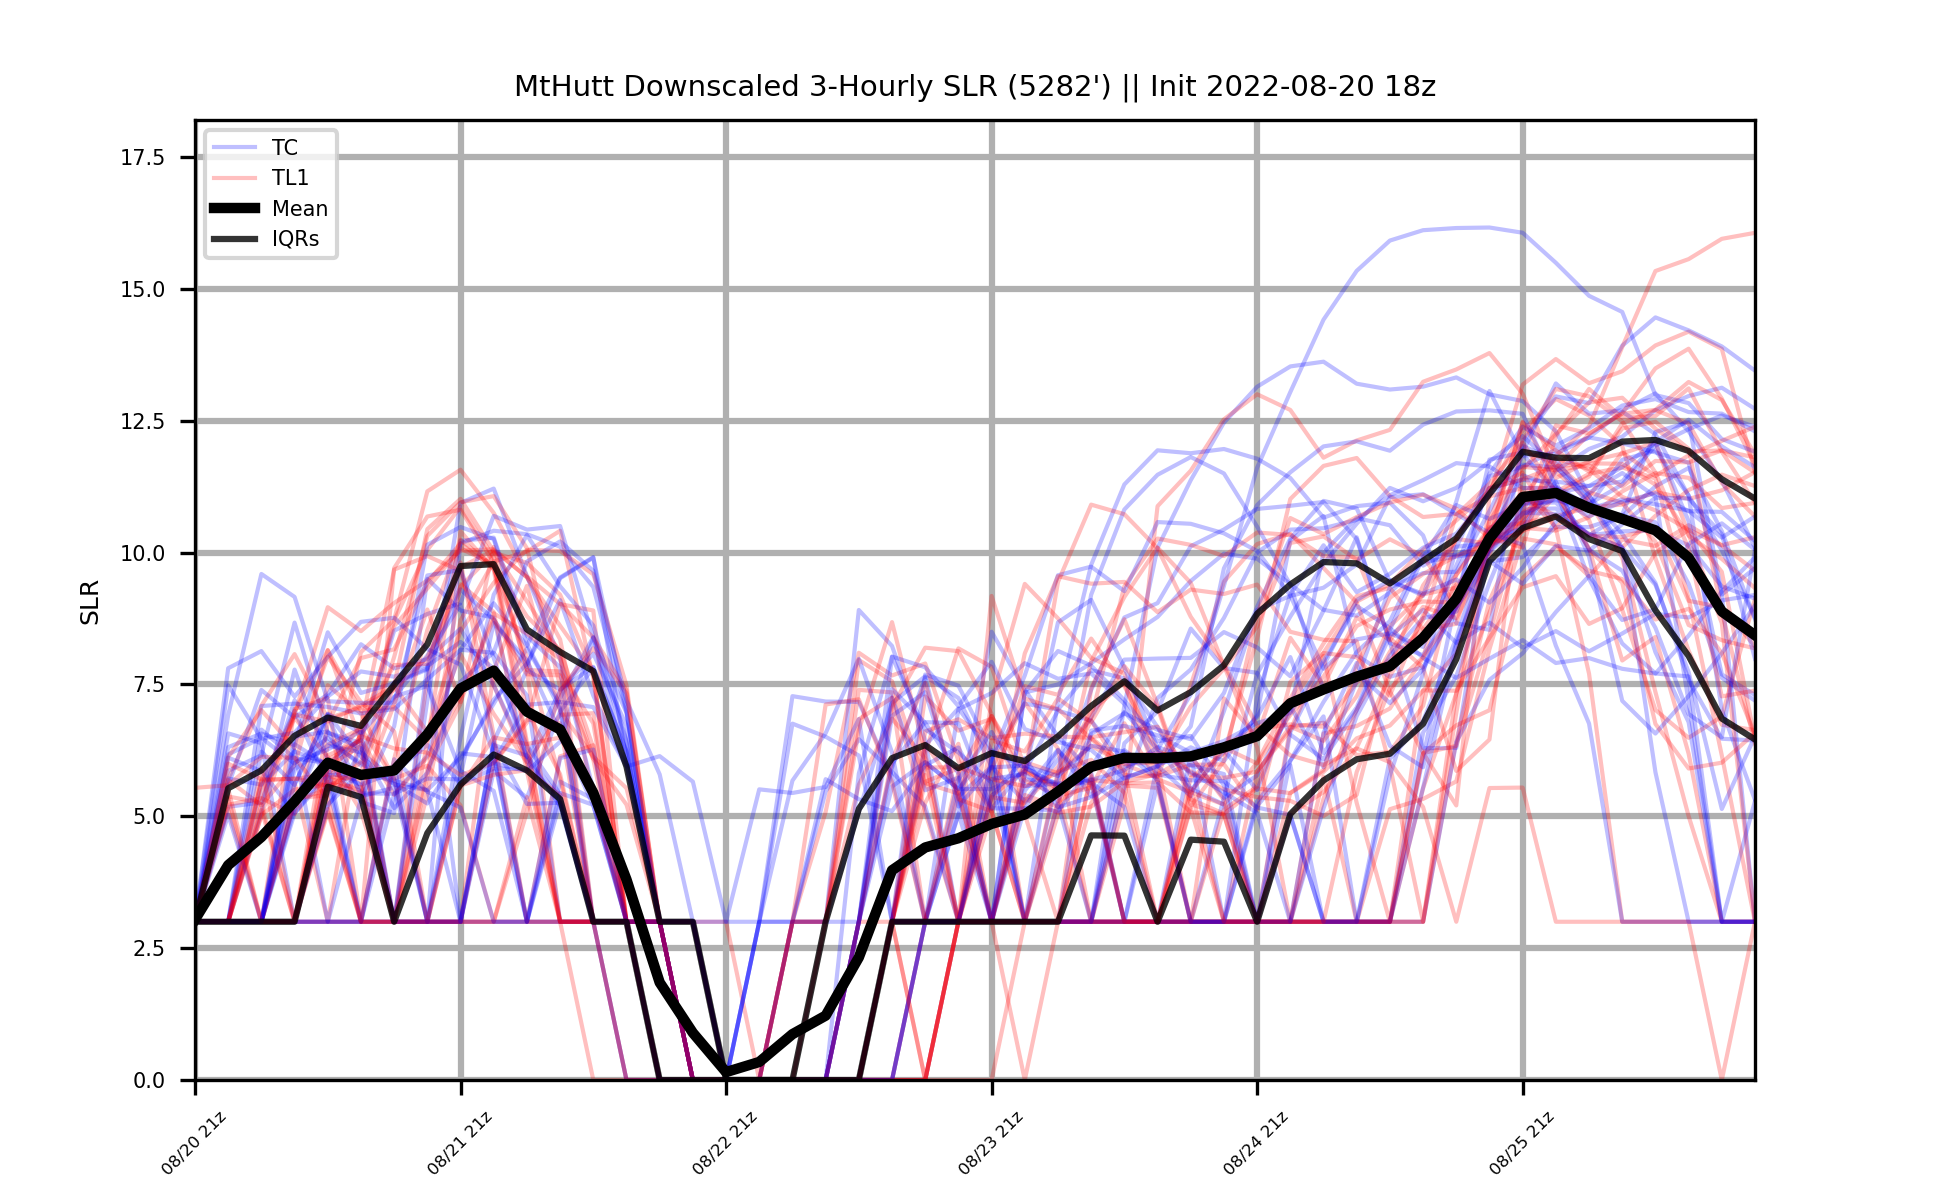 MtHutt Downscaled 3-Hourly SLR (5282') || Init 2022-08-20 18z
TC
TL1
Mean
IQRs
SLR
17.5
15.0
12.5
10.0
7.5
5.0
2.5
0.0
08/20 21z
08/21 21z
08/22 21z
08/23 21z
08/24 21z
08/25 21z